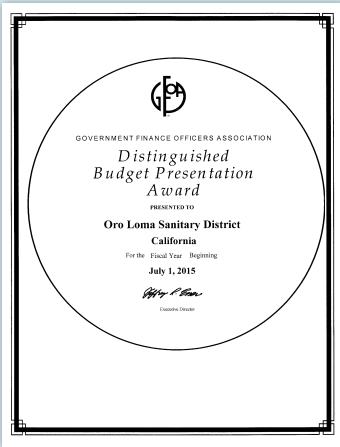 GFOA
GOVERNMENT FINANCE OFFICERS ASSOCIATION
Distinguished
Budget Presentation
Award
PRESENTED TO
Oro Loma Sanitary District
California
For the Fiscal Year Beginning
July 1, 2015
Executive Director